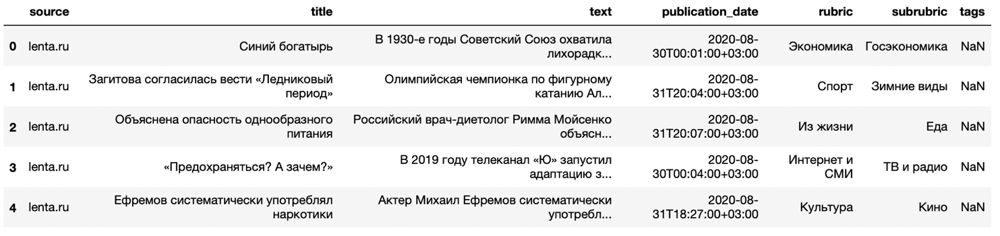 source title text publication_date rubric subrubric tags
0 lenta.ru Синий богатырь В 1930-е годы Советский Союз охватила лихорадк... 2020-08-30T00:01:00+03:00 Экономика Госэкономика NaN
1 lenta.ru Загитова согласилась вести «Ледниковый период» Олимпийская чемпионка по фигурному катанию Ал... 2020-08-31T20:04:00+03:00 Спорт Зимние виды NaN
2 lenta.ru Объяснена опасность однообразного питания Российский врач-диетолог Римма Мойсенко объясн... 2020-08-31T20:07:00+03:00 Из жизни Еда NaN
3 lenta.ru «Предохраняться? А зачем?» В 2019 году телеканал «Ю» запустил адаптацию з... 2020-08-30T00:04:00+03:00 Интернет и СМИ ТВ и радио NaN
4 lenta.ru Ефремов систематически употреблял наркотики Актер Михаил Ефремов систематически употребл... 2020-08-31T18:27:00+03:00 Культура Кино NaN